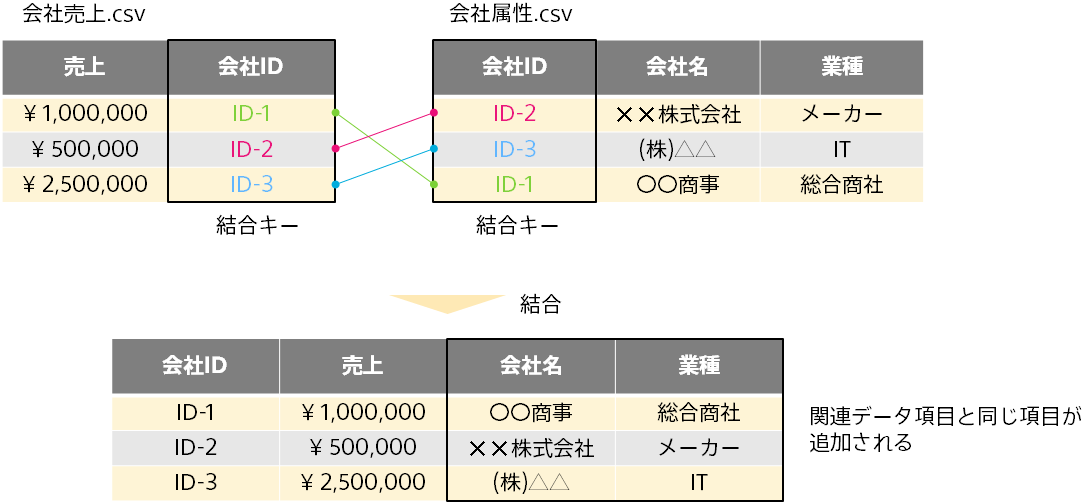 会社売上.csv 会社属性.csv
売上 会社ID 会社ID 会社名 業種
¥1,000,000 ID-1 ID-2 ××株式会社 メーカー
¥500,000 ID-2 ID-3 (株)△△ IT
¥2,500,000 ID-3 ID-1 〇〇商事 総合商社
結合キー 結合キー
結合
会社ID 売上 会社名 業種
ID-1 ¥1,000,000 〇〇商事 総合商社
ID-2 ¥500,000 ××株式会社 メーカー
ID-3 ¥2,500,000 (株)△△ IT
関連データ項目と同じ項目が
追加される